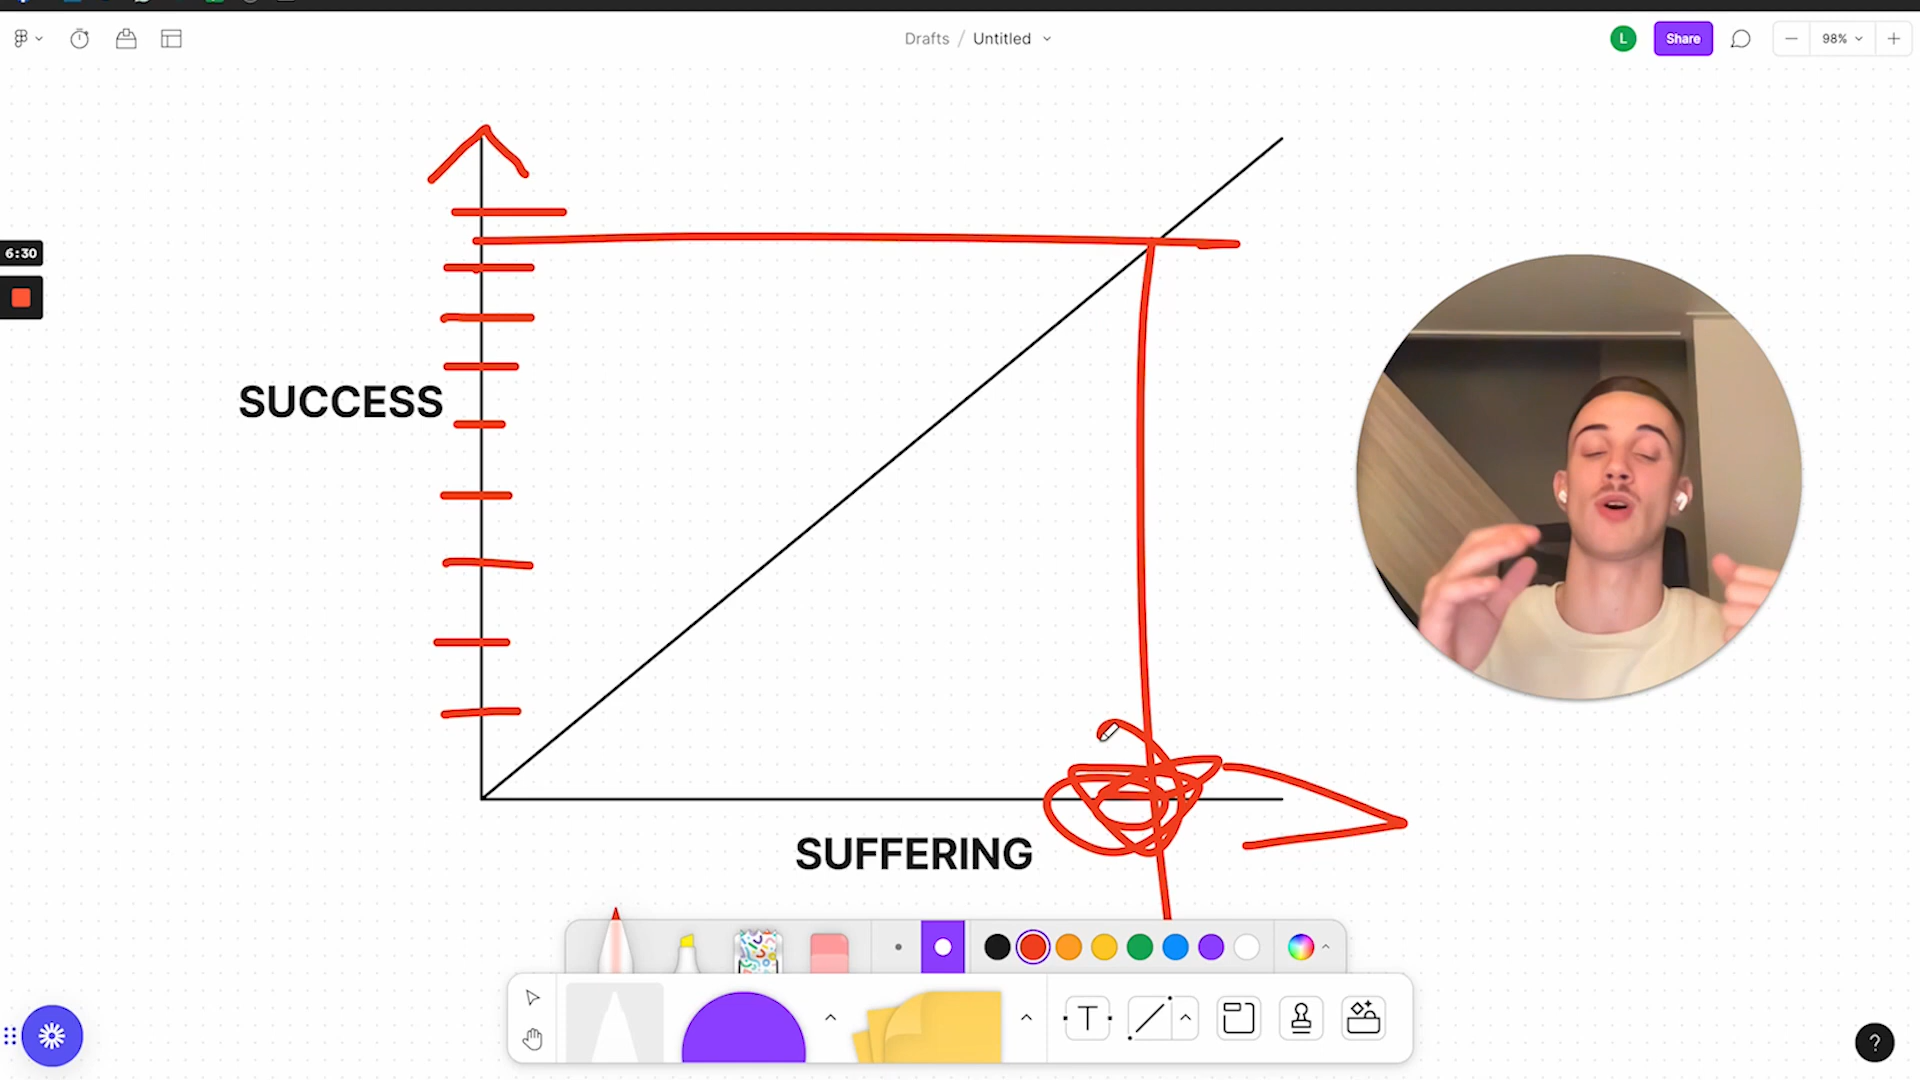 Drafts / Untitled
L
Share
98%
6:30
SUCCESS
SUFFERING
T
?